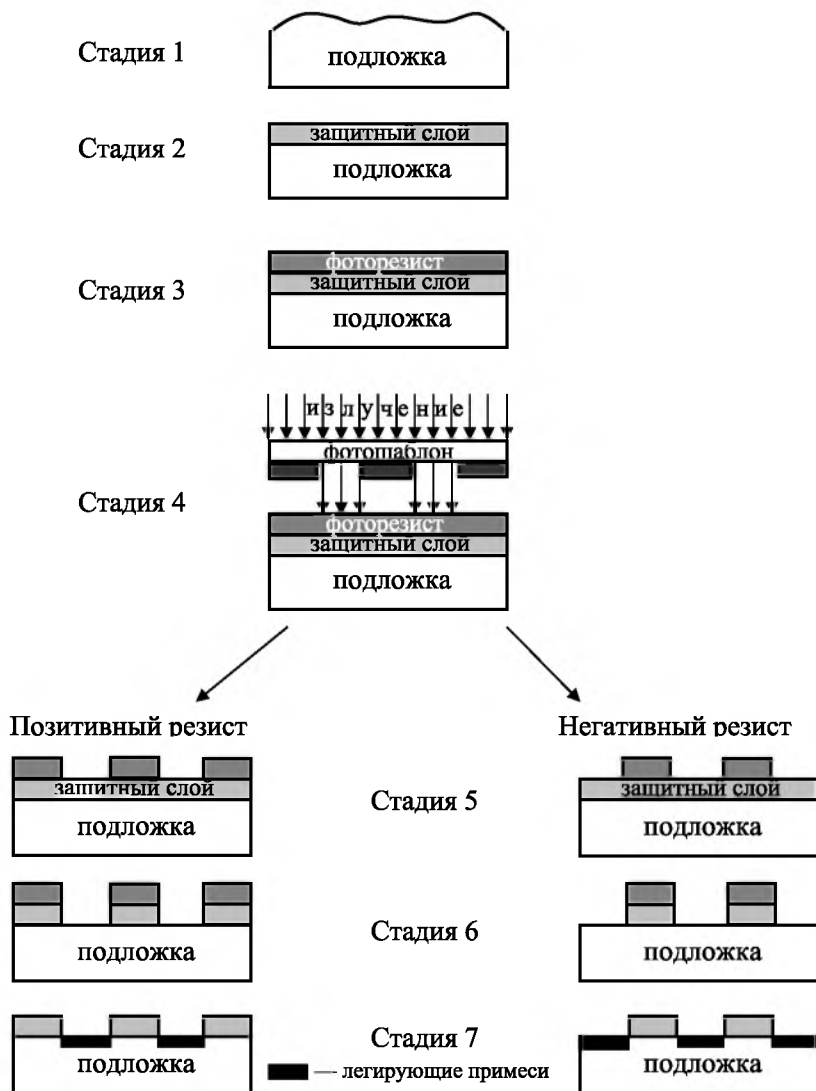 Стадия 1
подложка
Стадия 2
защитный слой
подложка
Стадия 3
фоторезист
защитный слой
подложка
излучение
фотошаблон
Стадия 4
фоторезист
защитный слой
подложка
Позитивный резист
Негативный резист
защитный слой
подложка
Стадия 5
защитный слой
подложка
подложка
Стадия 6
подложка
подложка
Стадия 7
— легирующие примеси
подложка